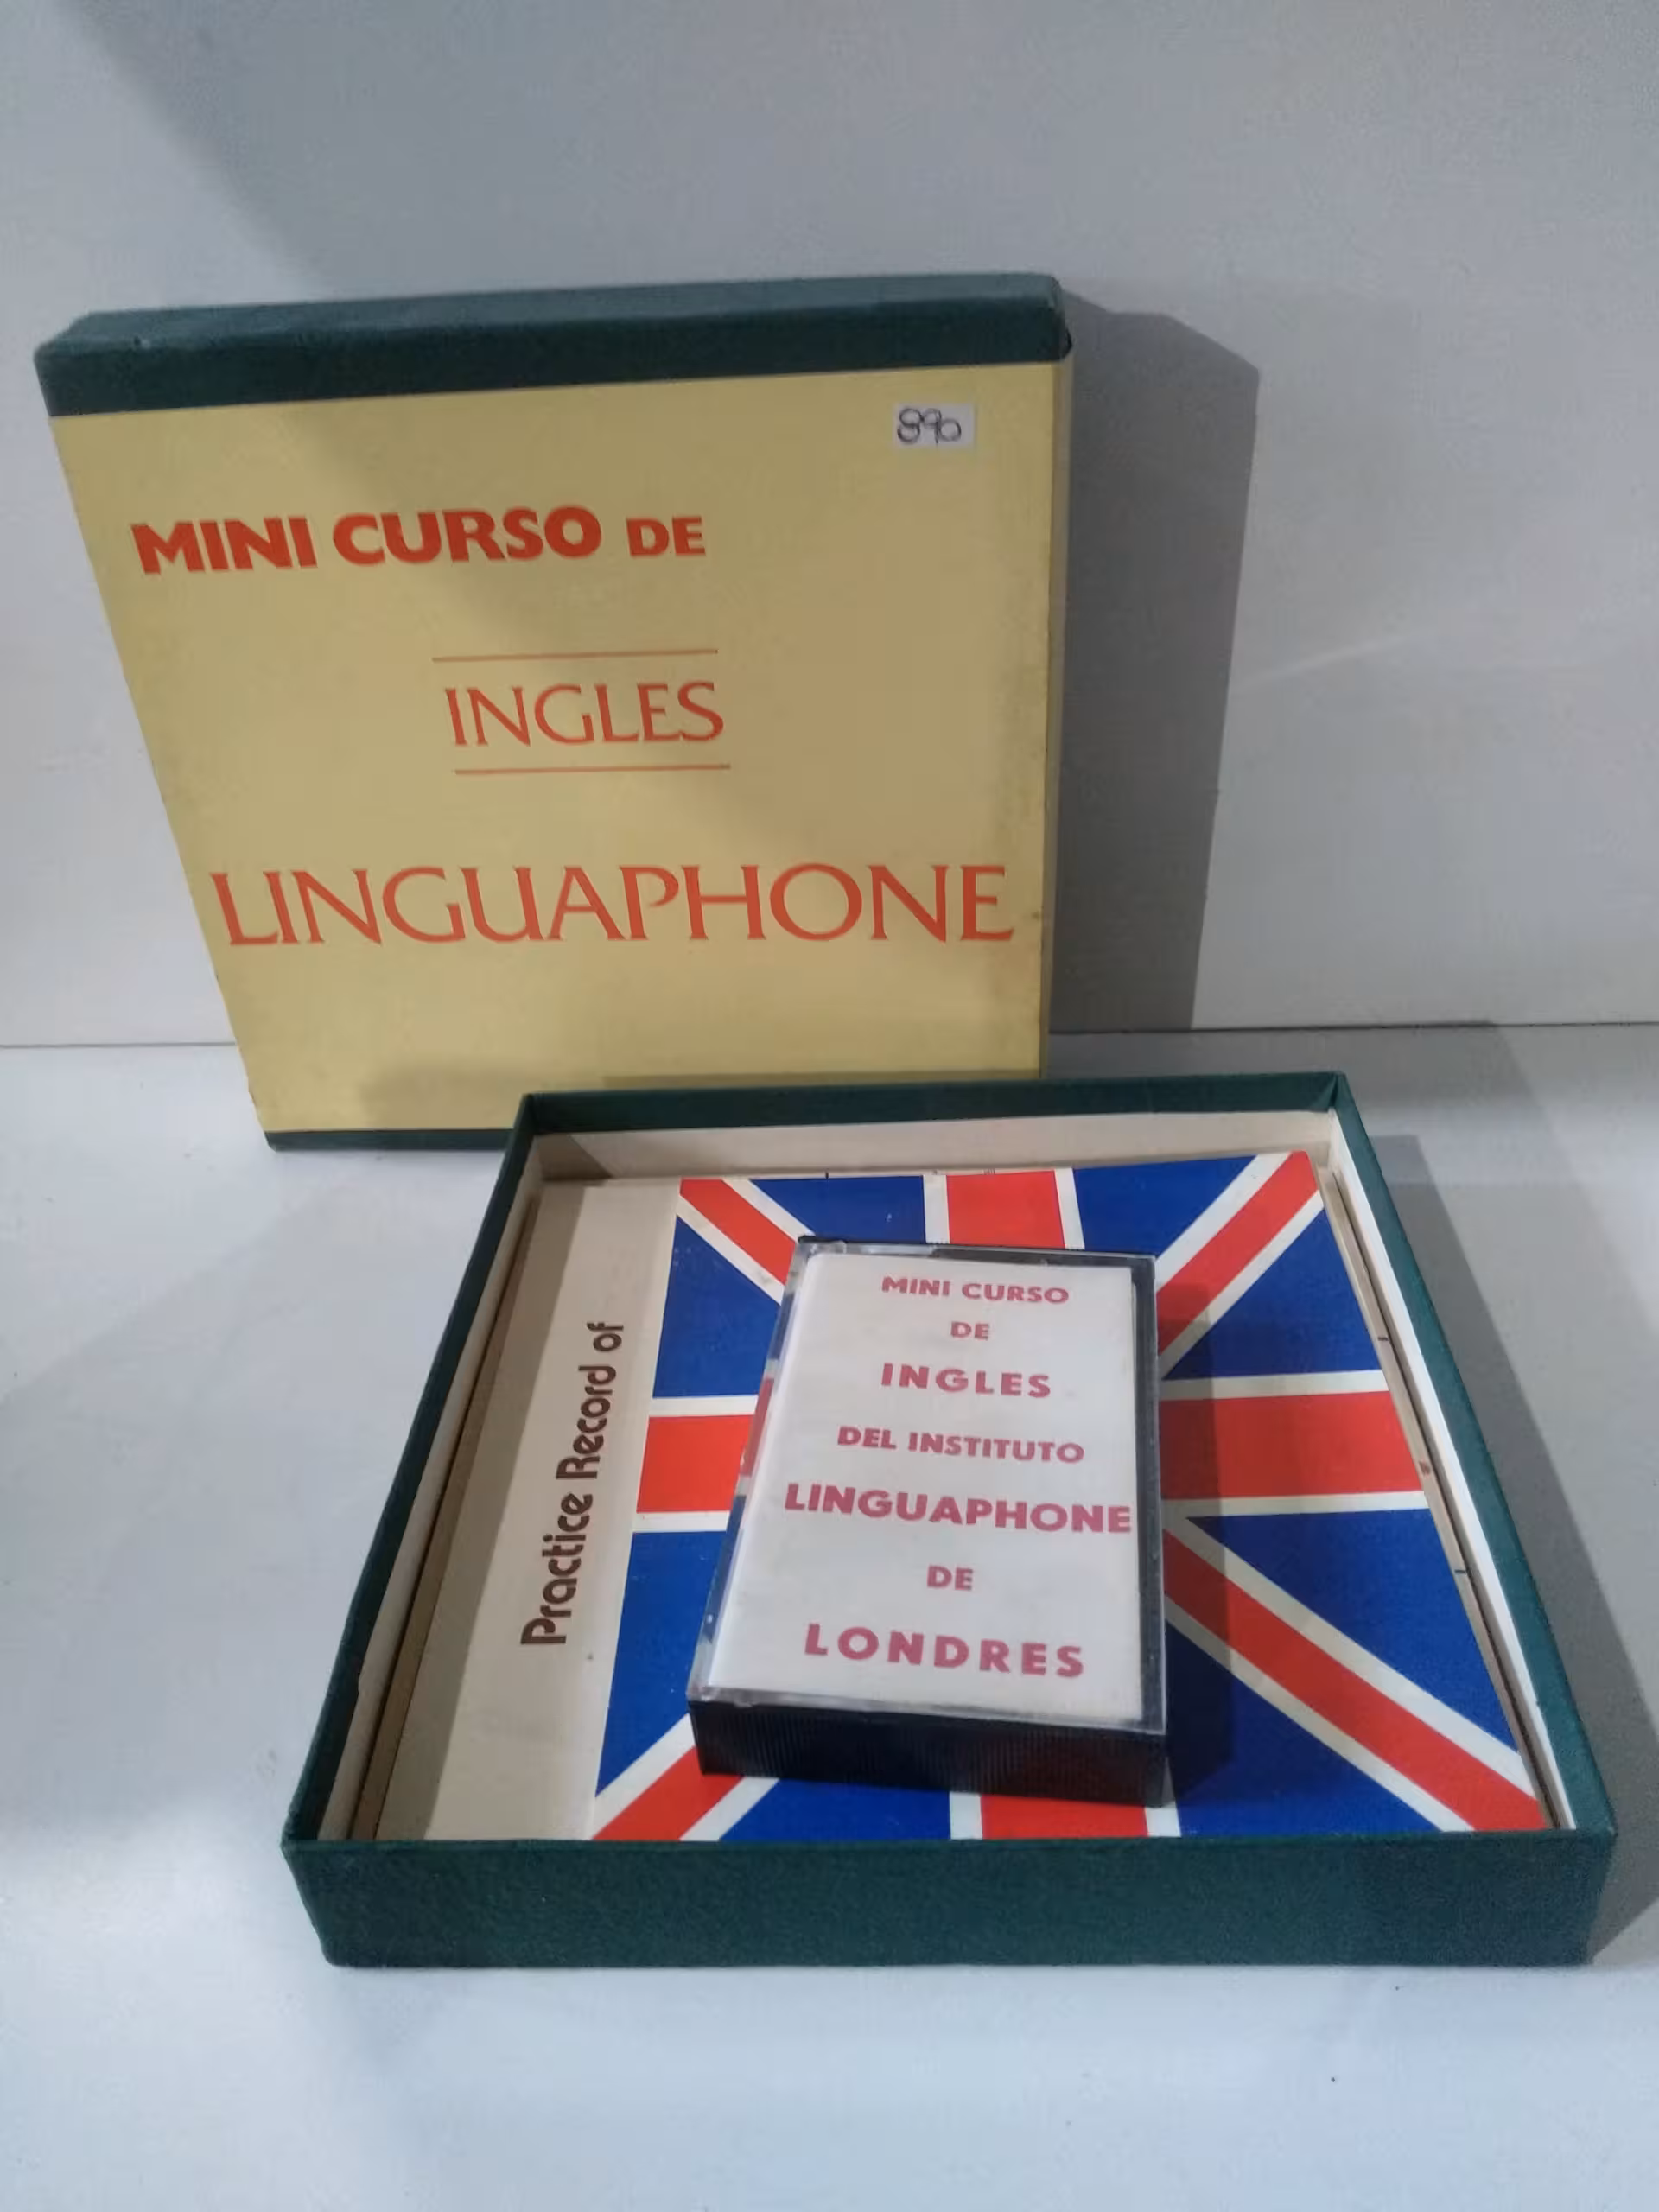 890
MINI CURSO DE
INGLES
LINGUAPHONE
Practice Record of
MINI CURSO
DE
INGLES
DEL INSTITUTO
LINGUAPHONE
DE
LONDRES